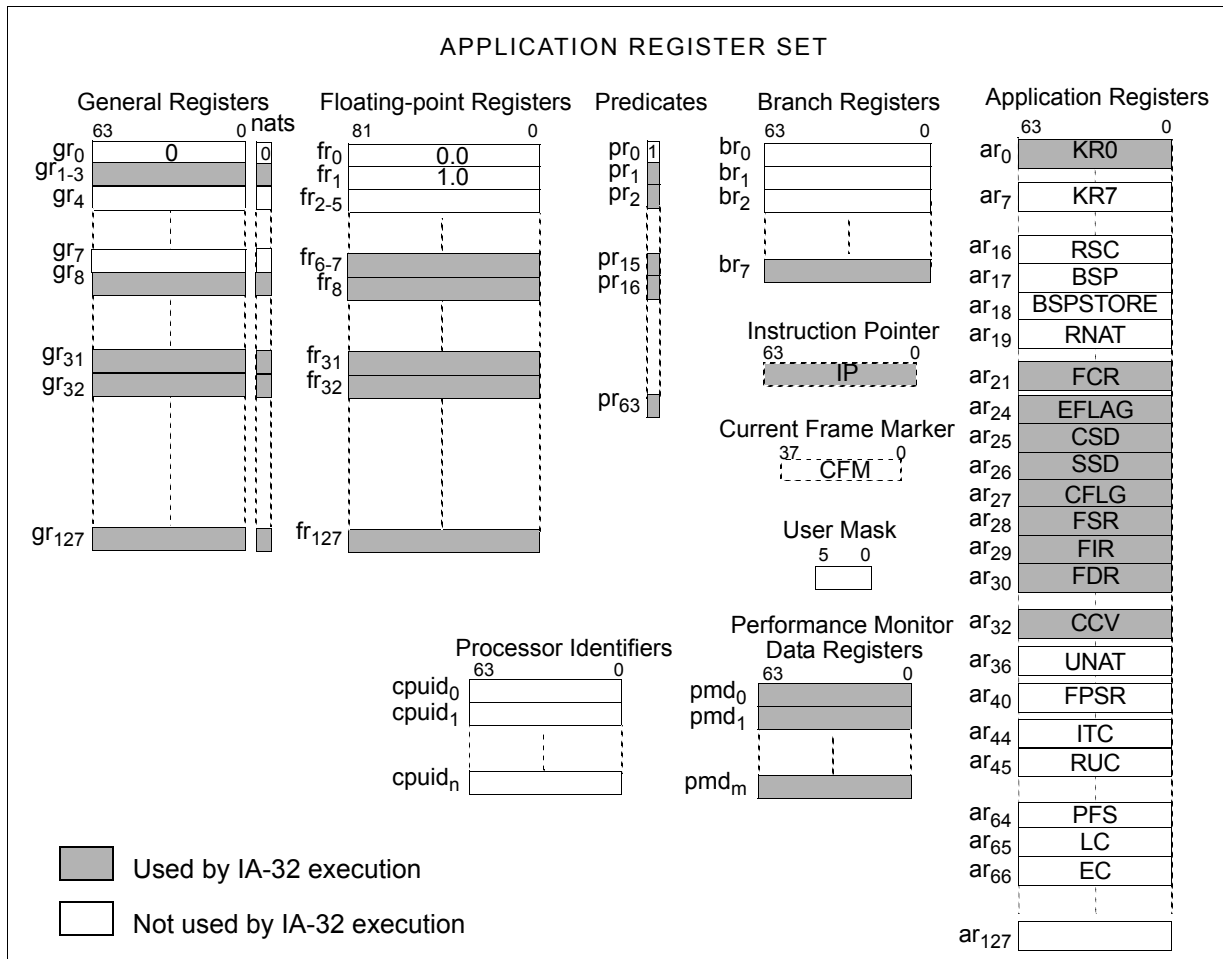 APPLICATION REGISTER SET
General Registers
63 0
nats
gr0 0 0
gr1-3
gr4
gr7
gr8
gr31
gr32
gr127
Floating-point Registers
81 0
fr0 0.0
fr1 1.0
fr2-5
fr6-7
fr8
fr31
fr32
fr127
Predicates
pr0 1
pr1
pr2
pr15
pr16
pr63
Branch Registers
63 0
br0
br1
br2
br7
Instruction Pointer
63 0
IP
Current Frame Marker
37 0
CFM
User Mask
5 0
Processor Identifiers
63 0
cpuid0
cpuid1
cpuidn
Performance Monitor
Data Registers
63 0
pmd0
pmd1
pmdm
Application Registers
63 0
ar0 KR0
ar7 KR7
ar16 RSC
ar17 BSP
ar18 BSPSTORE
ar19 RNAT
ar21 FCR
ar24 EFLAG
ar25 CSD
ar26 SSD
ar27 CFLG
ar28 FSR
ar29 FIR
ar30 FDR
ar32 CCV
ar36 UNAT
ar40 FPSR
ar44 ITC
ar45 RUC
ar64 PFS
ar65 LC
ar66 EC
ar127
Used by IA-32 execution
Not used by IA-32 execution